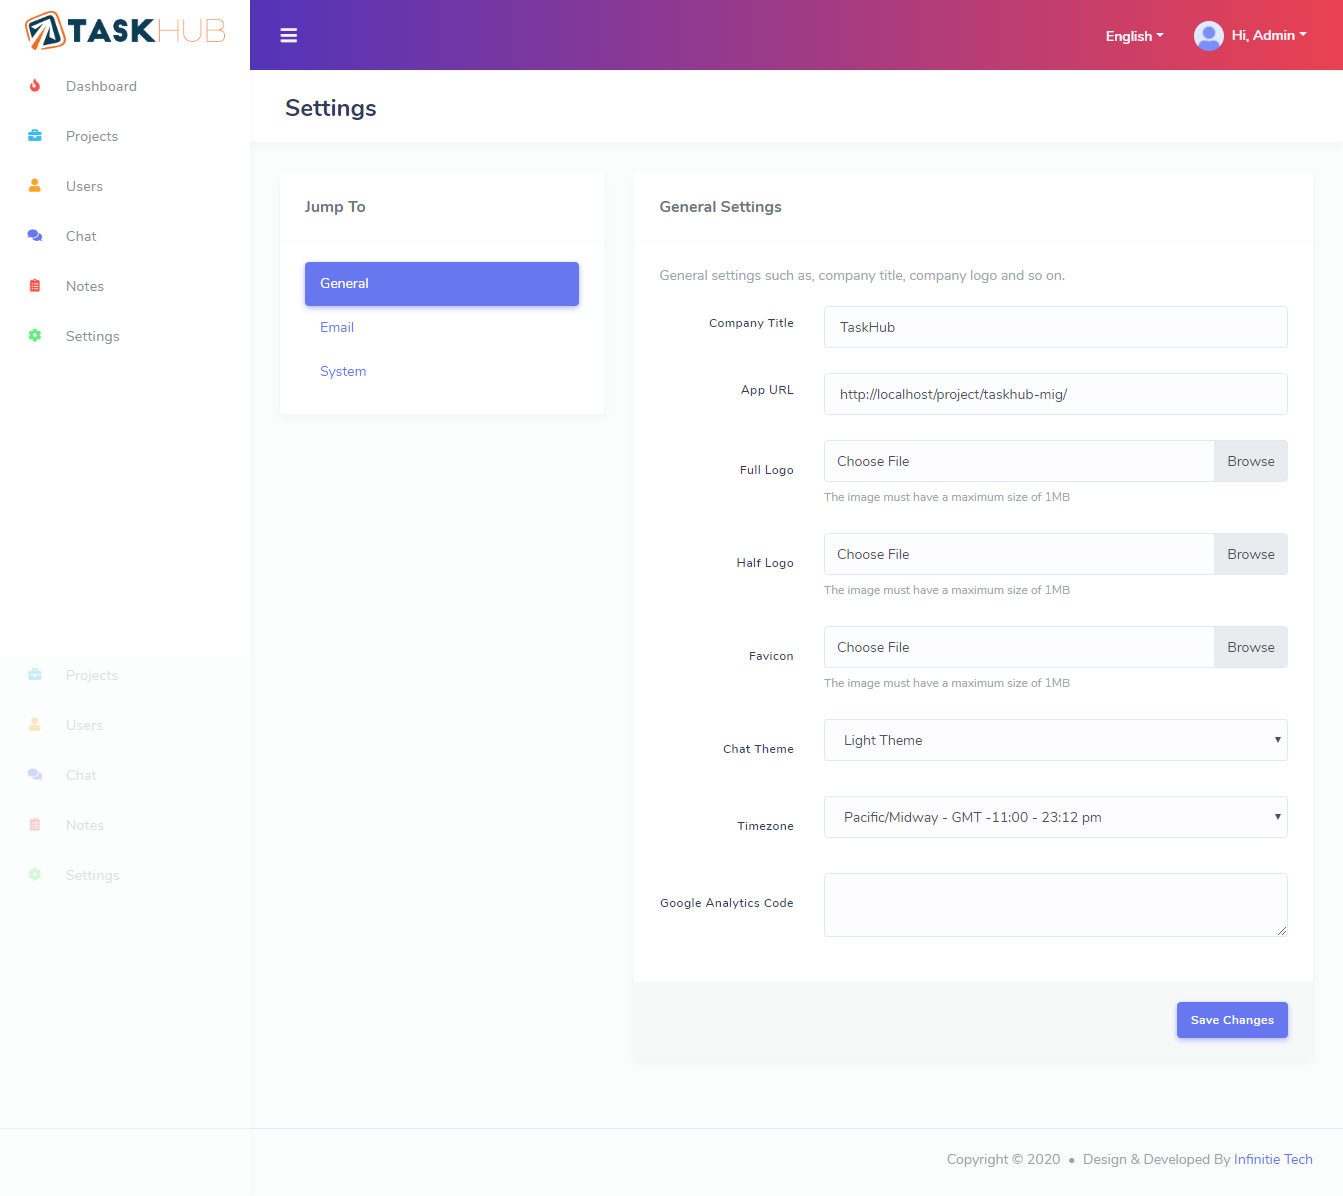 TASKHUB
English
Hi, Admin
Dashboard
Projects
Users
Chat
Notes
Settings
Settings
Jump To
General
Email
System
General Settings
General settings such as, company title, company logo and so on.
Company Title
TaskHub
App URL
http://localhost/project/taskhub-mig/
Full Logo
Choose File
Browse
The image must have a maximum size of 1MB
Half Logo
Choose File
Browse
The image must have a maximum size of 1MB
Favicon
Choose File
Browse
The image must have a maximum size of 1MB
Chat Theme
Light Theme
Timezone
Pacific/Midway - GMT -11:00 - 23:12 pm
Google Analytics Code
Save Changes
Projects
Users
Chat
Notes
Settings
Copyright © 2020 • Design & Developed By Infinitie Tech